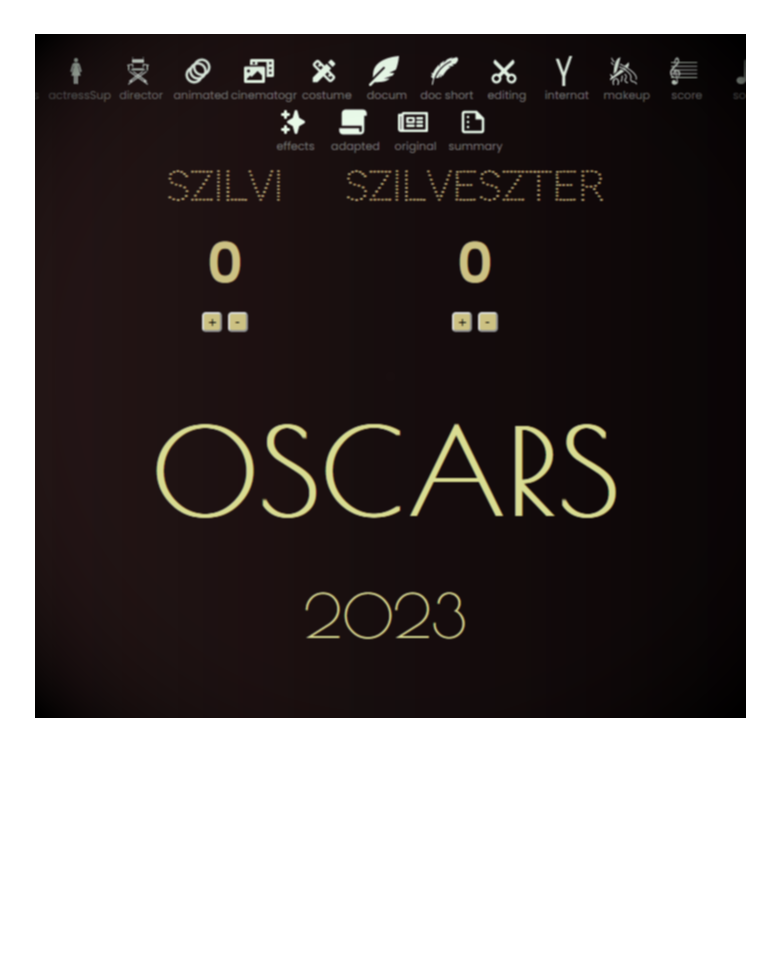 s actressSup director animated cinematogr costume docum doc short editing internat makeup score so
effects adapted original summary
SZILVI SZILVESZTER
0 0
+ - + -
OSCARS
2023